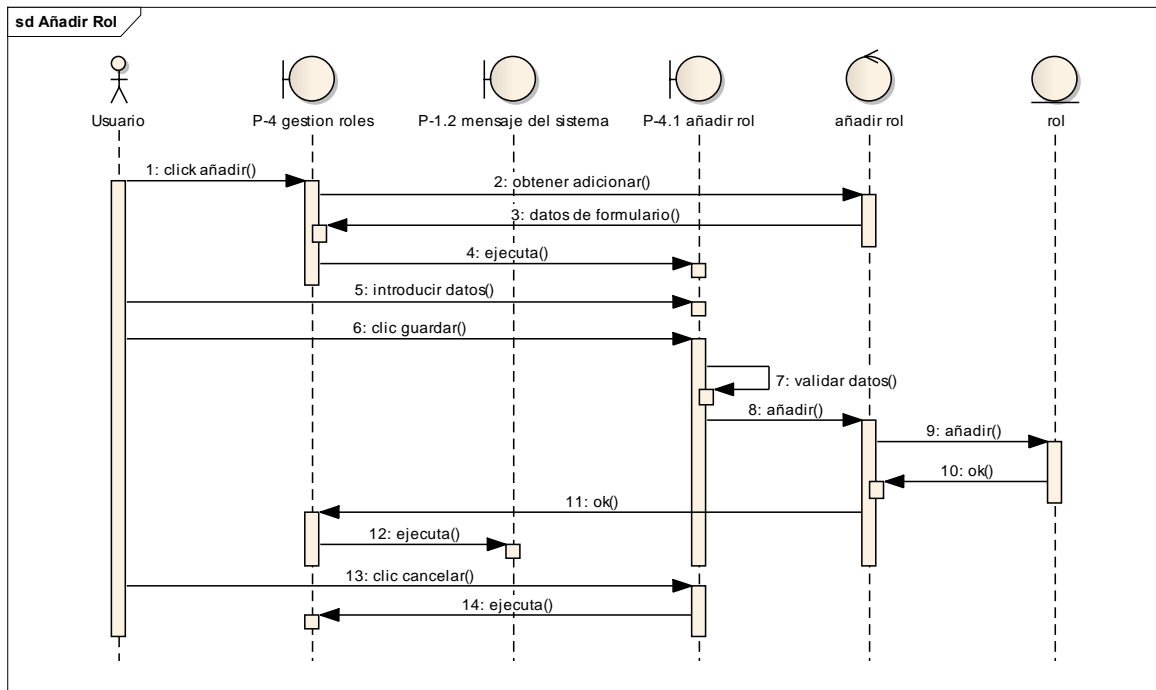 sd Añadir Rol
Usuario
P-4 gestion roles
P-1.2 mensaje del sistema
P-4.1 añadir rol
añadir rol
rol
1: click añadir()
2: obtener adicionar()
3: datos de formulario()
4: ejecuta()
5: introducir datos()
6: clic guardar()
7: validar datos()
8: añadir()
9: añadir()
10: ok()
11: ok()
12: ejecuta()
13: clic cancelar()
14: ejecuta()